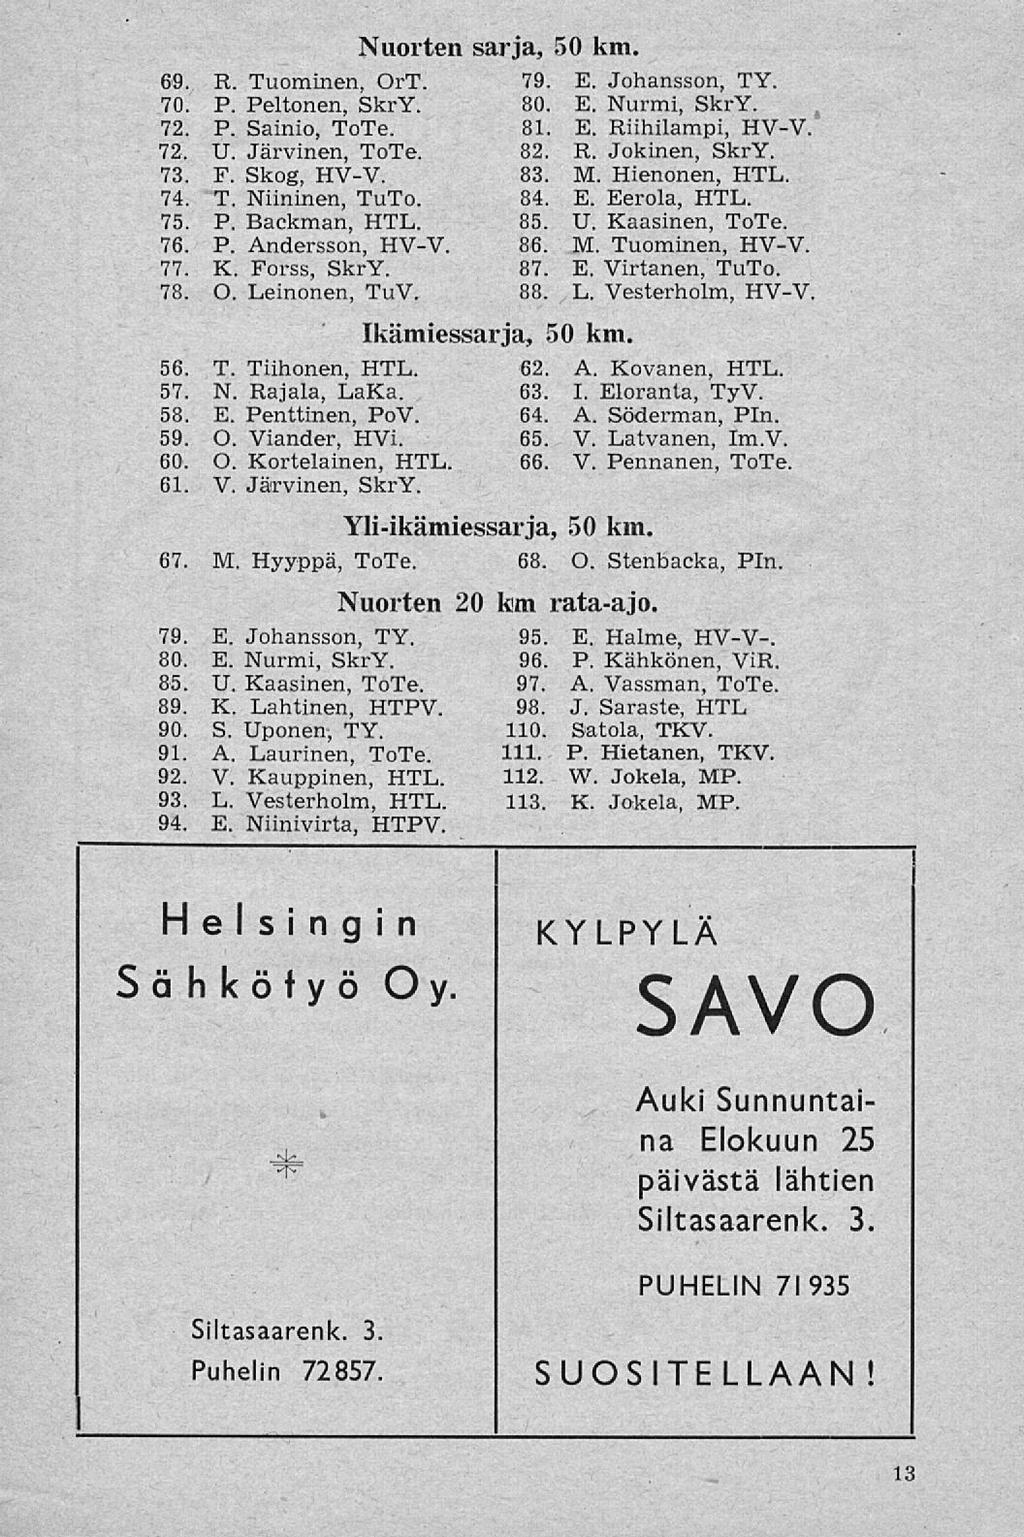 Nuorten sarja, 50 km.
69. R. Tuominen, OrT.
70. P. Peltonen, SkrY.
72. P. Sainio, ToTe.
72. U. Järvinen, ToTe.
73. F. Skog, HV-V.
74. T. Niininen, TuTo.
75. P. Backman, HTL.
76. P. Andersson, HV-V.
77. K. Forss, SkrY.
78. O. Leinonen, TuV.
79. E. Johansson, TY.
80. E. Nurmi, SkrY.
81. E. Riihilampi, HV-V.
82. R. Jokinen, SkrY.
83. M. Hienonen, HTL.
84. E. Eerola, HTL.
85. U. Kaasinen, ToTe.
86. M. Tuominen, HV-V.
87. E. Virtanen, TuTo.
88. L. Vesterholm, HV-V.
Ikämiessarja, 50 km.
56. T. Tiihonen, HTL.
57. N. Rajala, LaKa.
58. E. Penttinen, PoV.
59. O. Viander, HVi.
60. O. Kortelainen, HTL.
61. V. Järvinen, SkrY.
62. A. Kovanen, HTL.
63. I. Eloranta, TyV.
64. A. Söderman, PIn.
65. V. Latvanen, Im.V.
66. V. Pennanen, ToTe.
Yli-ikämiessarja, 50 km.
67. M. Hyyppä, ToTe.
68. O. Stenbacka, PIn.
Nuorten 20 km rata-ajo.
79. E. Johansson, TY.
80. E. Nurmi, SkrY.
85. U. Kaasinen, ToTe.
89. K. Lahtinen, HTPV.
90. S. Uponen, TY.
91. A. Laurinen, ToTe.
92. V. Kauppinen, HTL.
93. L. Vesterholm, HTL.
94. E. Niinivirta, HTPV.
95. E. Halme, HV-V-.
96. P. Kähkönen, ViR.
97. A. Vassman, ToTe.
98. J. Saraste, HTL
110. Satola, TKV.
111. P. Hietanen, TKV.
112. W. Jokela, MP.
113. K. Jokela, MP.
Helsingin
Sähkötyö Oy.
Siltasaarenk. 3.
Puhelin 72857.
KYLPYLÄ
SAVO
Auki Sunnuntai-
na Elokuun 25
päivästä lähtien
Siltasaarenk. 3.
PUHELIN 71935
SUOSITELLAAN!
13